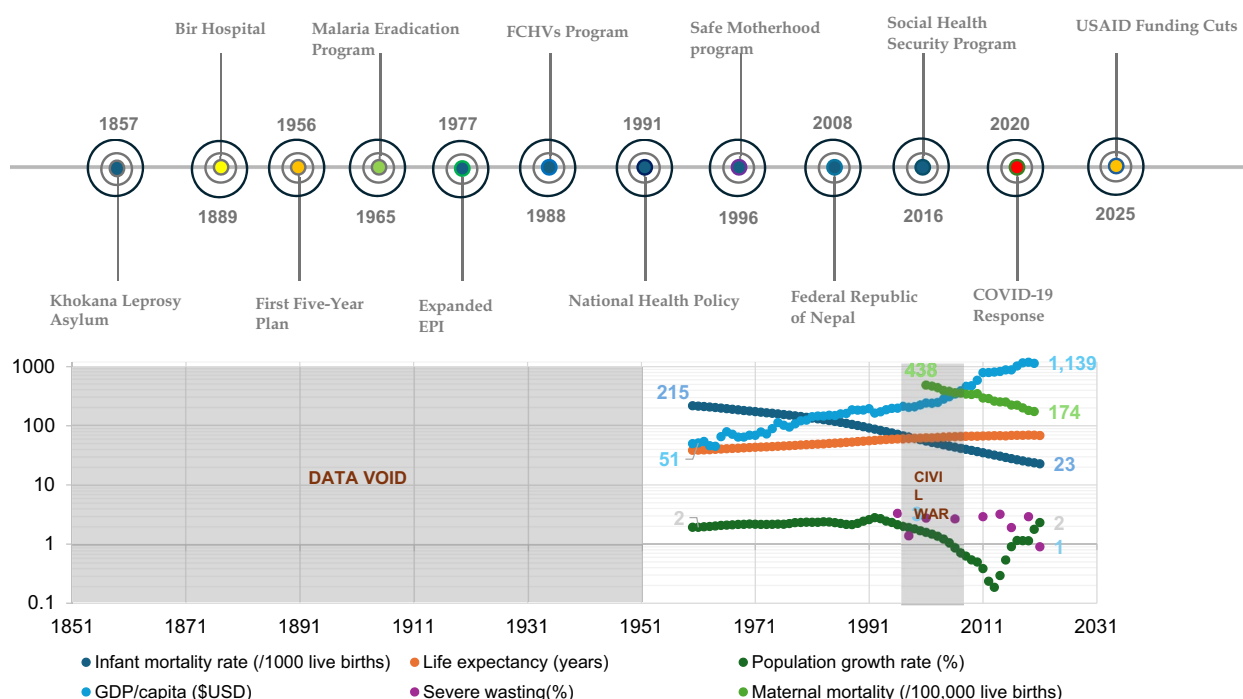 Bir Hospital
Malaria Eradication
Program
FCHVs Program
Safe Motherhood
program
Social Health
Security Program
USAID Funding Cuts
1857
1956
1977
1991
2008
2020
1889
1965
1988
1996
2016
2025
Khokana Leprosy
Asylum
First Five-Year
Plan
Expanded
EPI
National Health Policy
Federal Republic
of Nepal
COVID-19
Response
1000
100
10
1
0.1
215
51
2
438
1,139
174
23
2
1
DATA VOID
CIVI
L
WAR
1851
1871
1891
1911
1931
1951
1971
1991
2011
2031
Infant mortality rate (/1000 live births)
Life expectancy (years)
Population growth rate (%)
GDP/capita ($USD)
Severe wasting(%)
Maternal mortality (/100,000 live births)